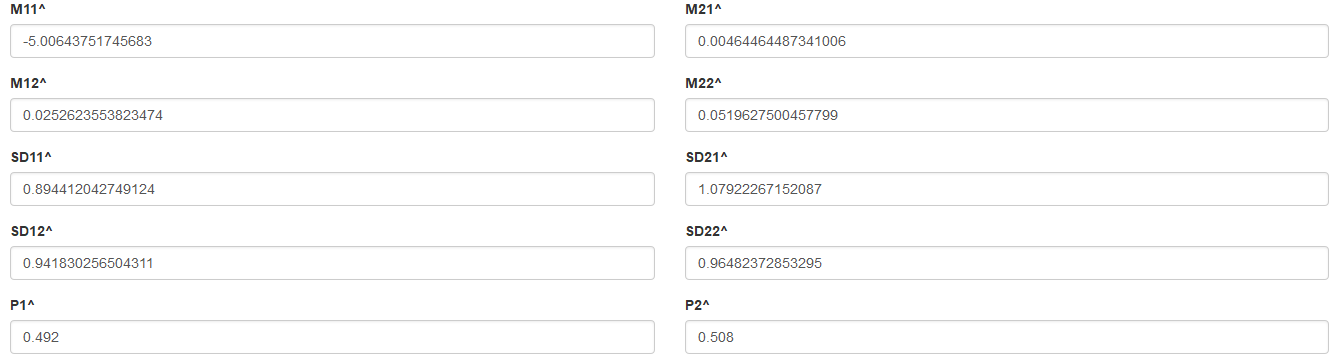 M11^ M21^
-5.00643751745683 0.00464464487341006
M12^ M22^
0.0252623553823474 0.0519627500457799
SD11^ SD21^
0.894412042749124 1.07922267152087
SD12^ SD22^
0.941830256504311 0.96482372853295
P1^ P2^
0.492 0.508